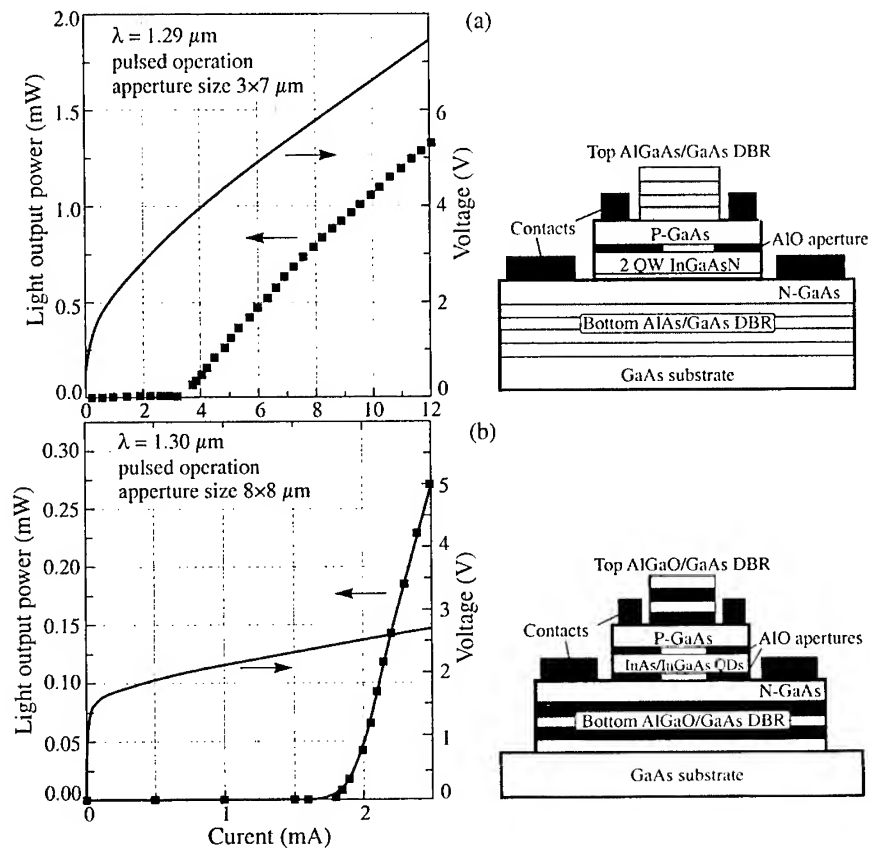 (a)
λ = 1.29 μm
pulsed operation
apperture size 3×7 μm
Light output power (mW)
2.0
1.5
1.0
0.5
0.0
Voltage (V)
6
4
2
0
0 2 4 6 8 10 12
Top AlGaAs/GaAs DBR
Contacts
P-GaAs
AlO aperture
2 QW InGaAsN
N-GaAs
Bottom AlAs/GaAs DBR
GaAs substrate
(b)
λ = 1.30 μm
pulsed operation
apperture size 8×8 μm
Light output power (mW)
0.30
0.25
0.20
0.15
0.10
0.05
0.00
Voltage (V)
5
4
3
2
1
0
0 1 2
Curent (mA)
Top AlGaO/GaAs DBR
Contacts
P-GaAs
AlO apertures
InAs/InGaAs QDs
N-GaAs
Bottom AlGaO/GaAs DBR
GaAs substrate